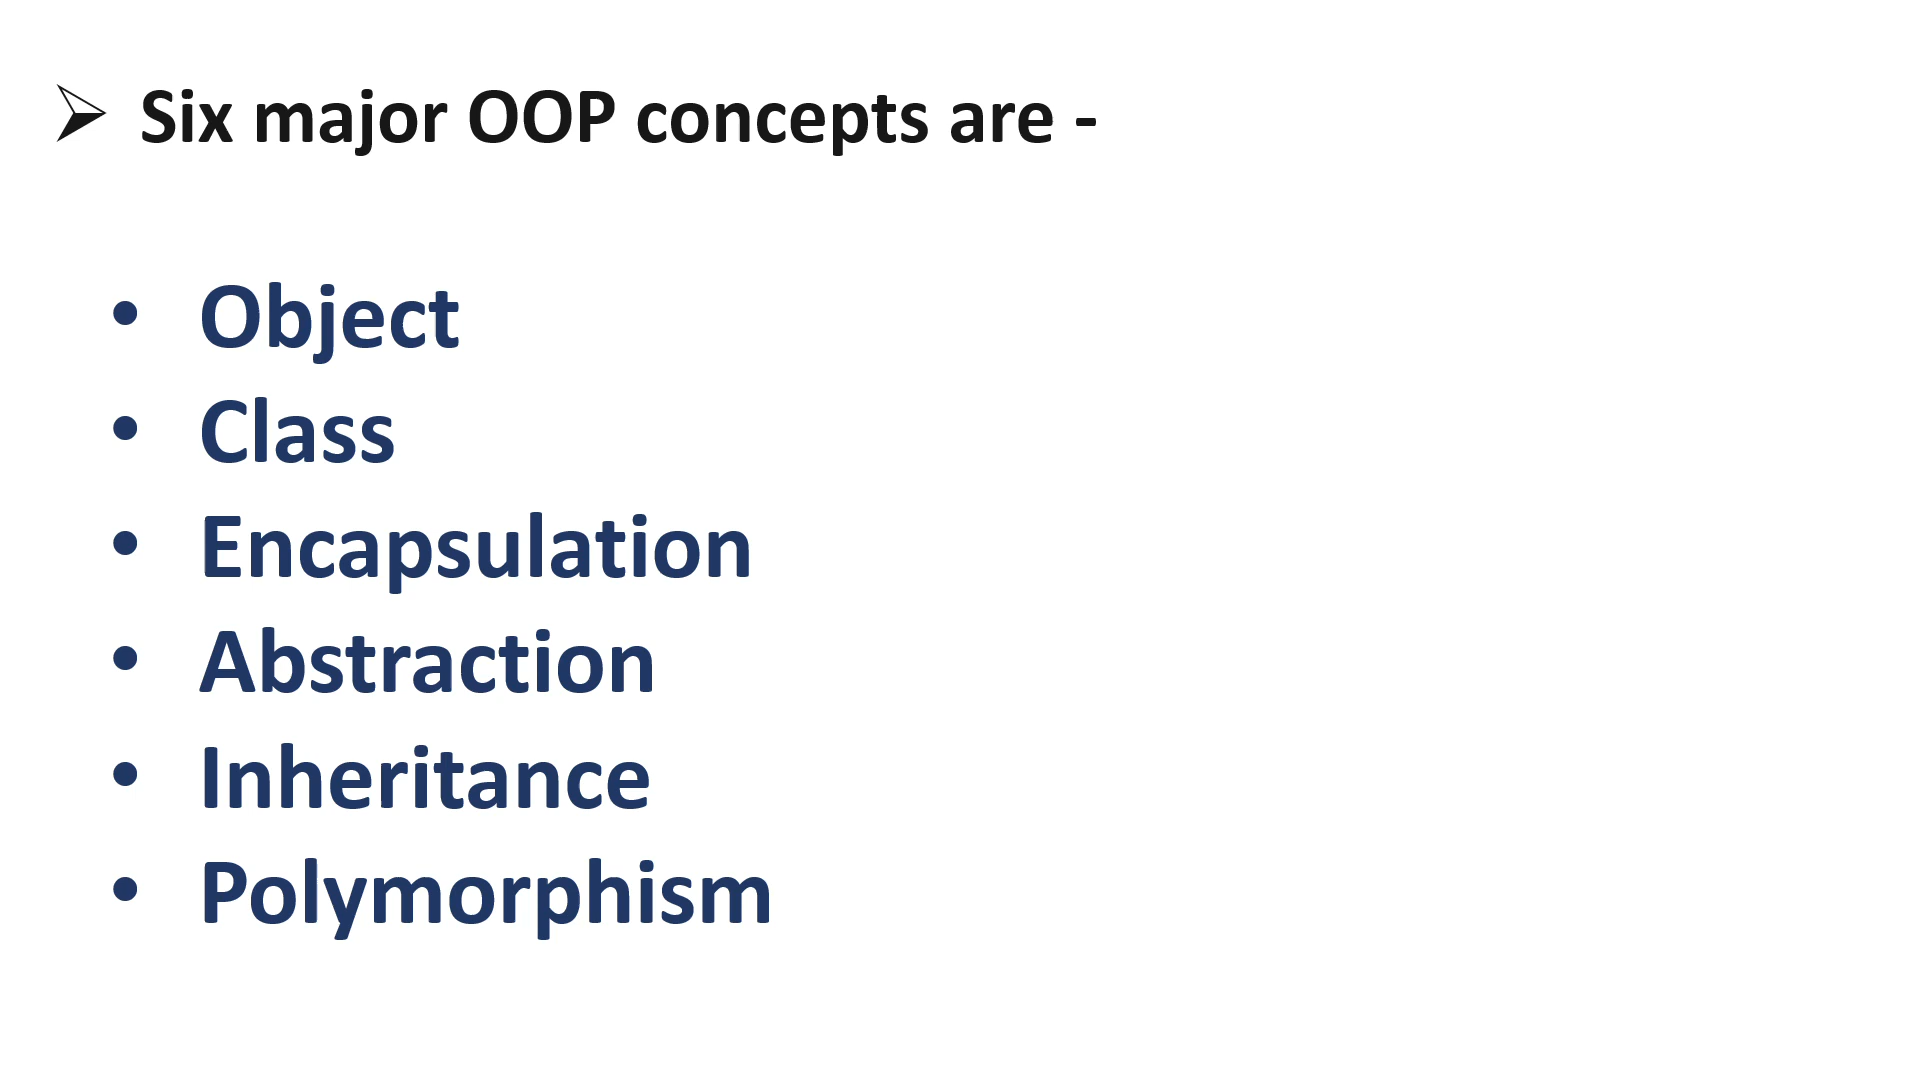 ➢ Six major OOP concepts are -
• Object
• Class
• Encapsulation
• Abstraction
• Inheritance
• Polymorphism